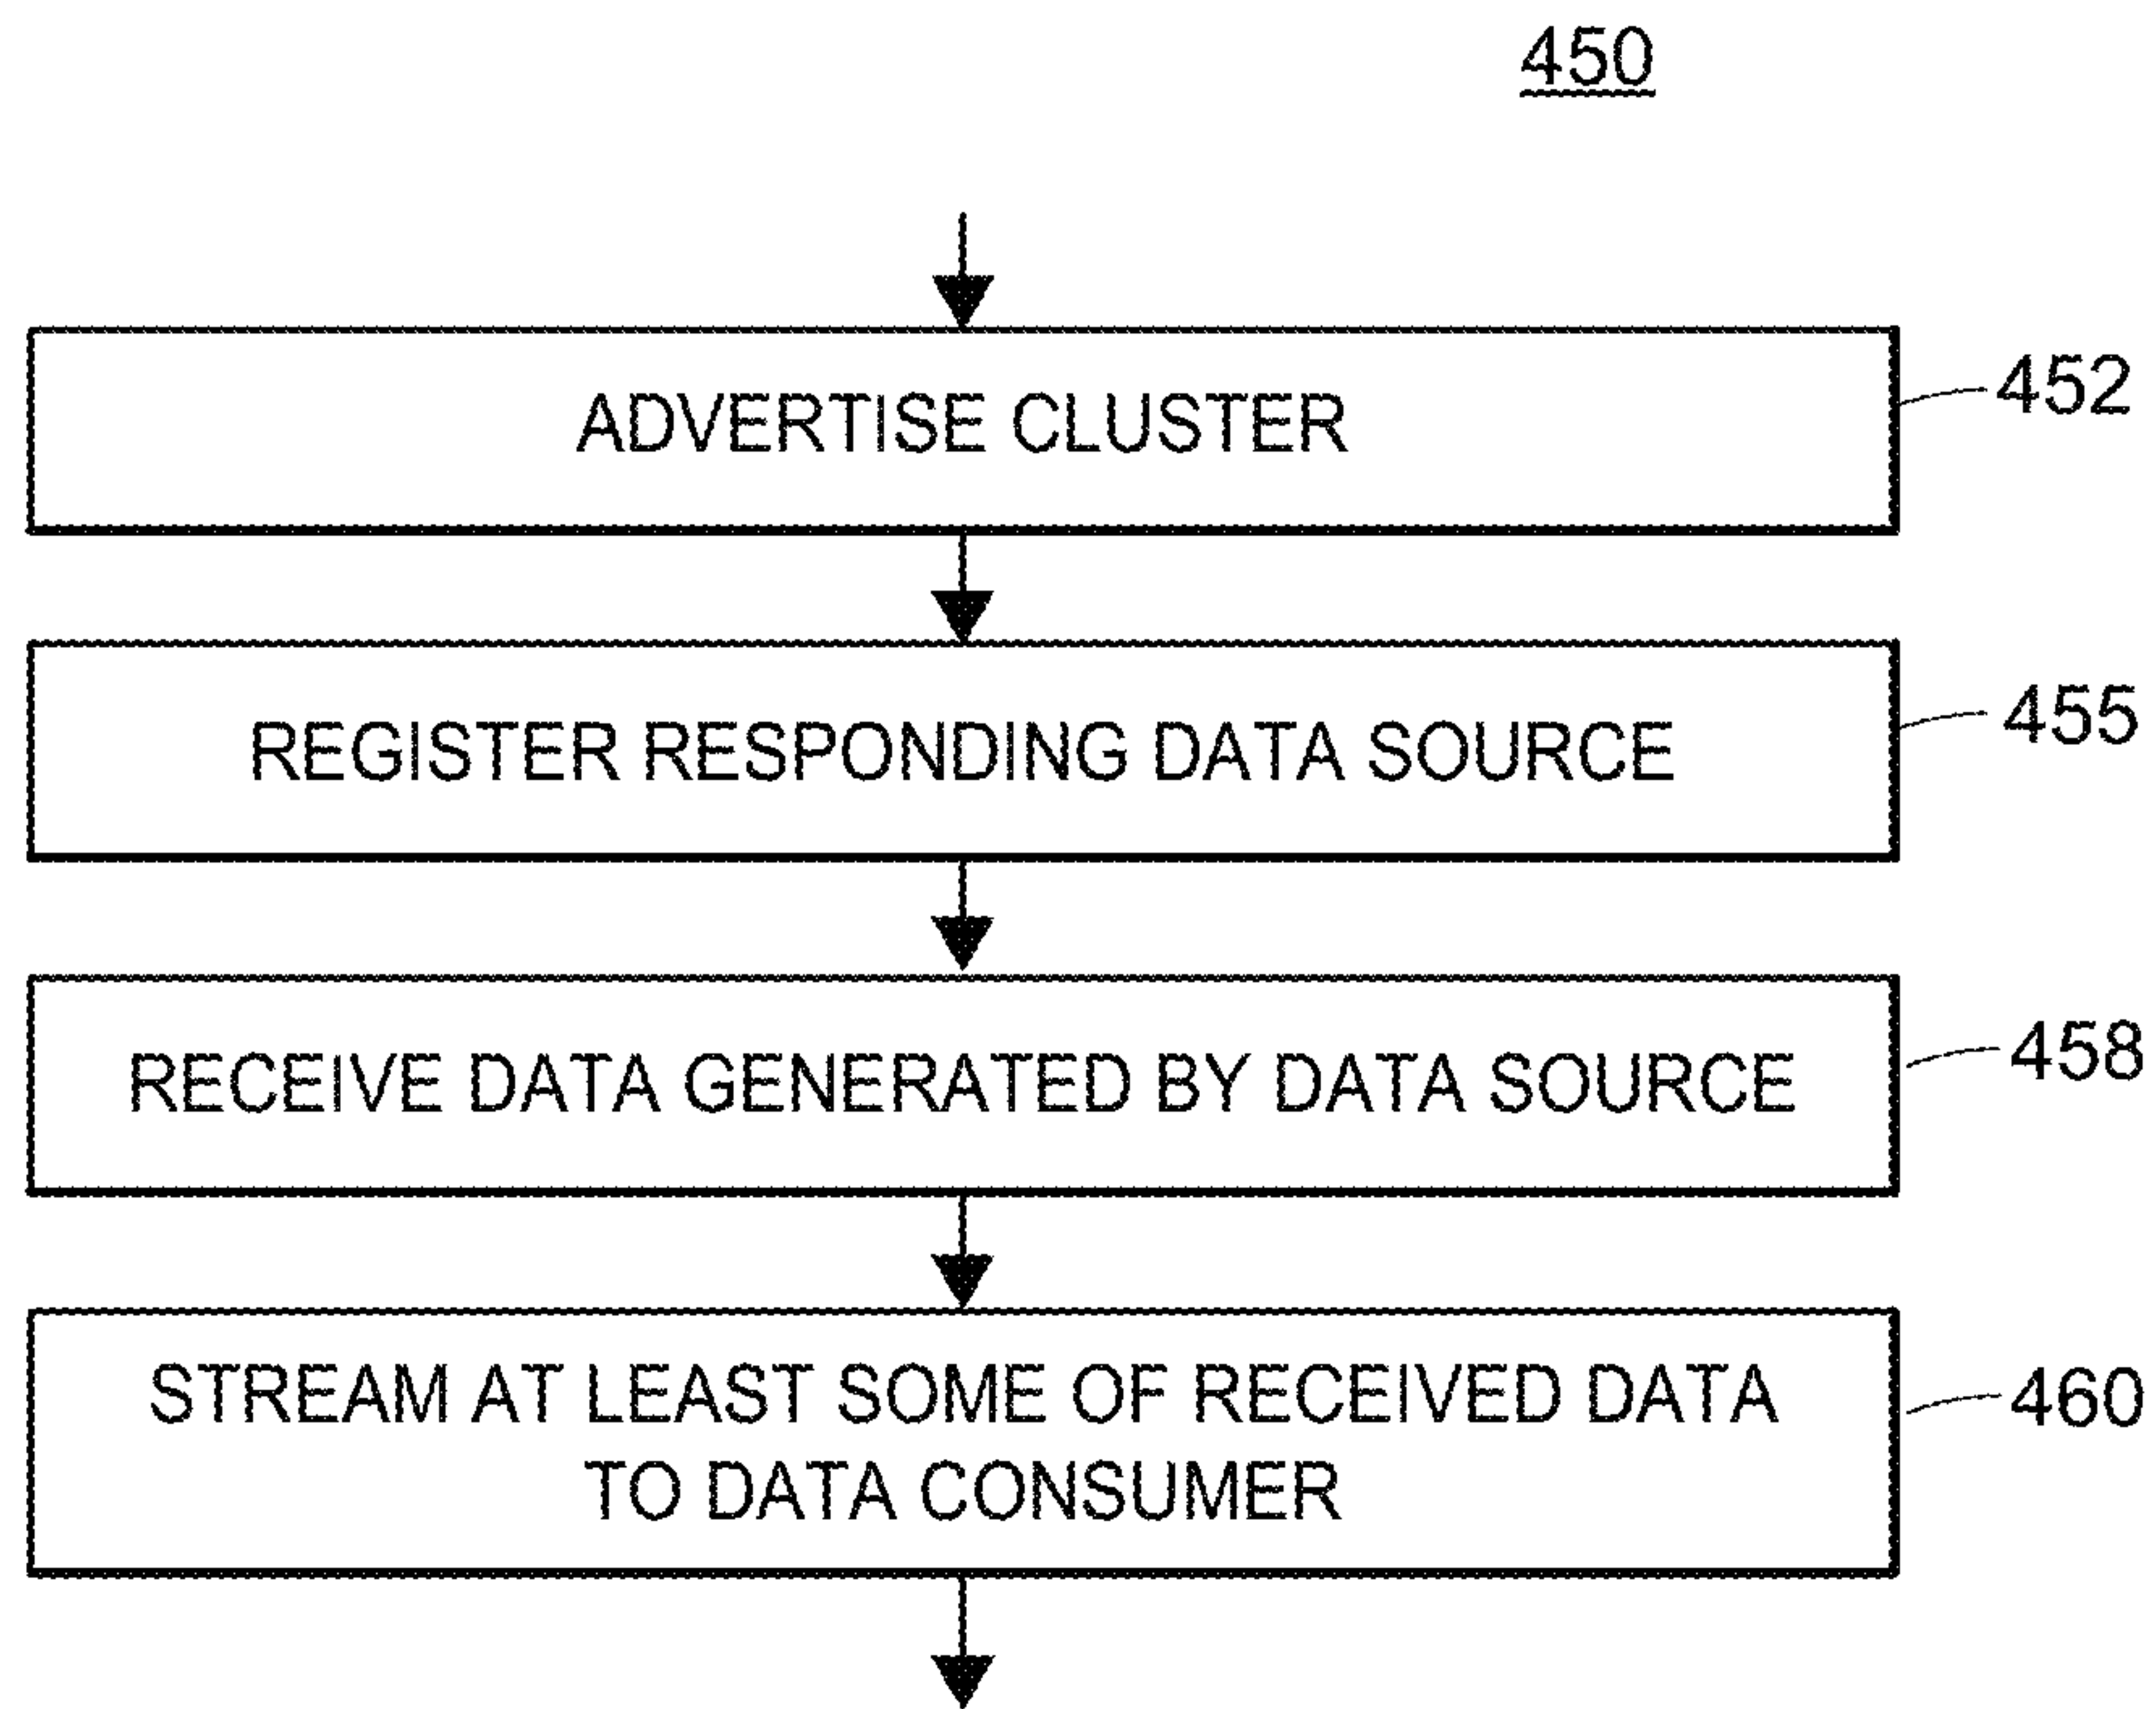 450
ADVERTISE CLUSTER
452
REGISTER RESPONDING DATA SOURCE
455
RECEIVE DATA GENERATED BY DATA SOURCE
458
STREAM AT LEAST SOME OF RECEIVED DATA
TO DATA CONSUMER
460